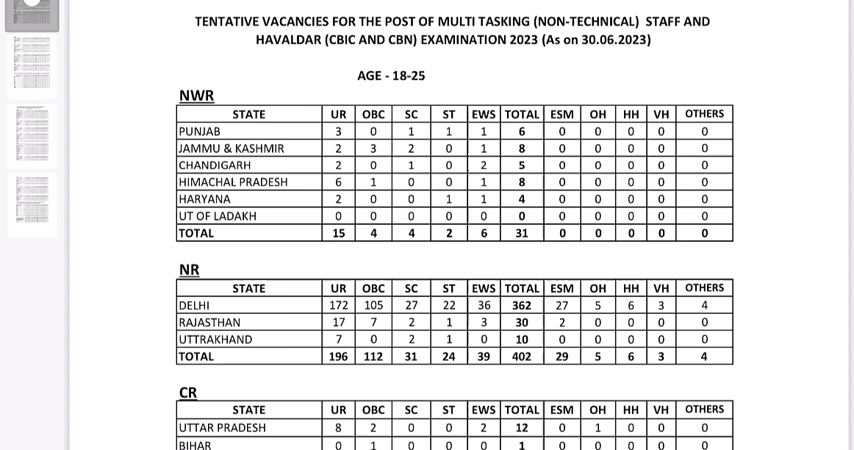 TENTATIVE VACANCIES FOR THE POST OF MULTI TASKING (NON-TECHNICAL) STAFF AND
HAVALDAR (CBIC AND CBN) EXAMINATION 2023 (As on 30.06.2023)
AGE - 18-25
NWR
STATE UR OBC SC ST EWS TOTAL ESM OH HH VH OTHERS
PUNJAB 3 0 1 1 1 6 0 0 0 0 0
JAMMU & KASHMIR 2 3 2 0 1 8 0 0 0 0 0
CHANDIGARH 2 0 1 0 2 5 0 0 0 0 0
HIMACHAL PRADESH 6 1 0 0 1 8 0 0 0 0 0
HARYANA 2 0 0 1 1 4 0 0 0 0 0
UT OF LADAKH 0 0 0 0 0 0 0 0 0 0 0
TOTAL 15 4 4 2 6 31 0 0 0 0 0
NR
STATE UR OBC SC ST EWS TOTAL ESM OH HH VH OTHERS
DELHI 172 105 27 22 36 362 27 5 6 3 4
RAJASTHAN 17 7 2 1 3 30 2 0 0 0 0
UTTRAKHAND 7 0 2 1 0 10 0 0 0 0 0
TOTAL 196 112 31 24 39 402 29 5 6 3 4
CR
STATE UR OBC SC ST EWS TOTAL ESM OH HH VH OTHERS
UTTAR PRADESH 8 2 0 0 2 12 0 1 0 0 0
BIHAR 0 1 0 0 0 1 0 0 0 0 0